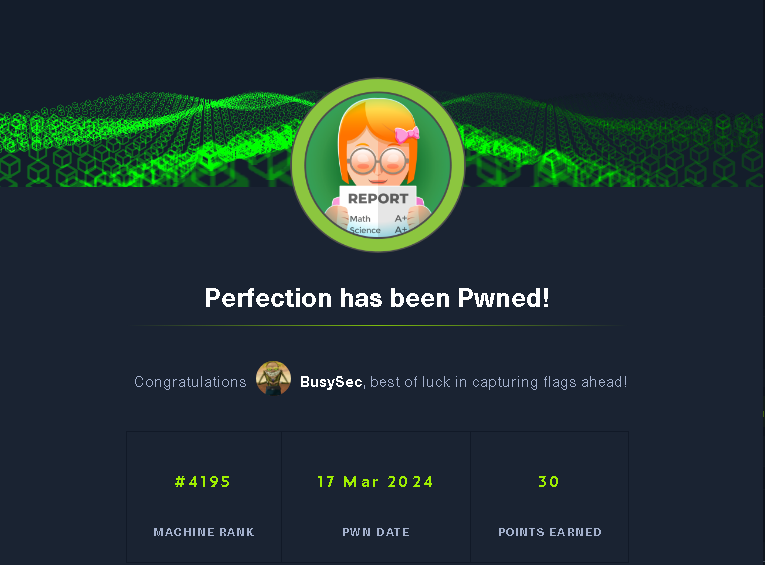 REPORT
Math A+
Science A+
Perfection has been Pwned!
Congratulations BusySec, best of luck in capturing flags ahead!
#4195 17 Mar 2024 30
MACHINE RANK PWN DATE POINTS EARNED